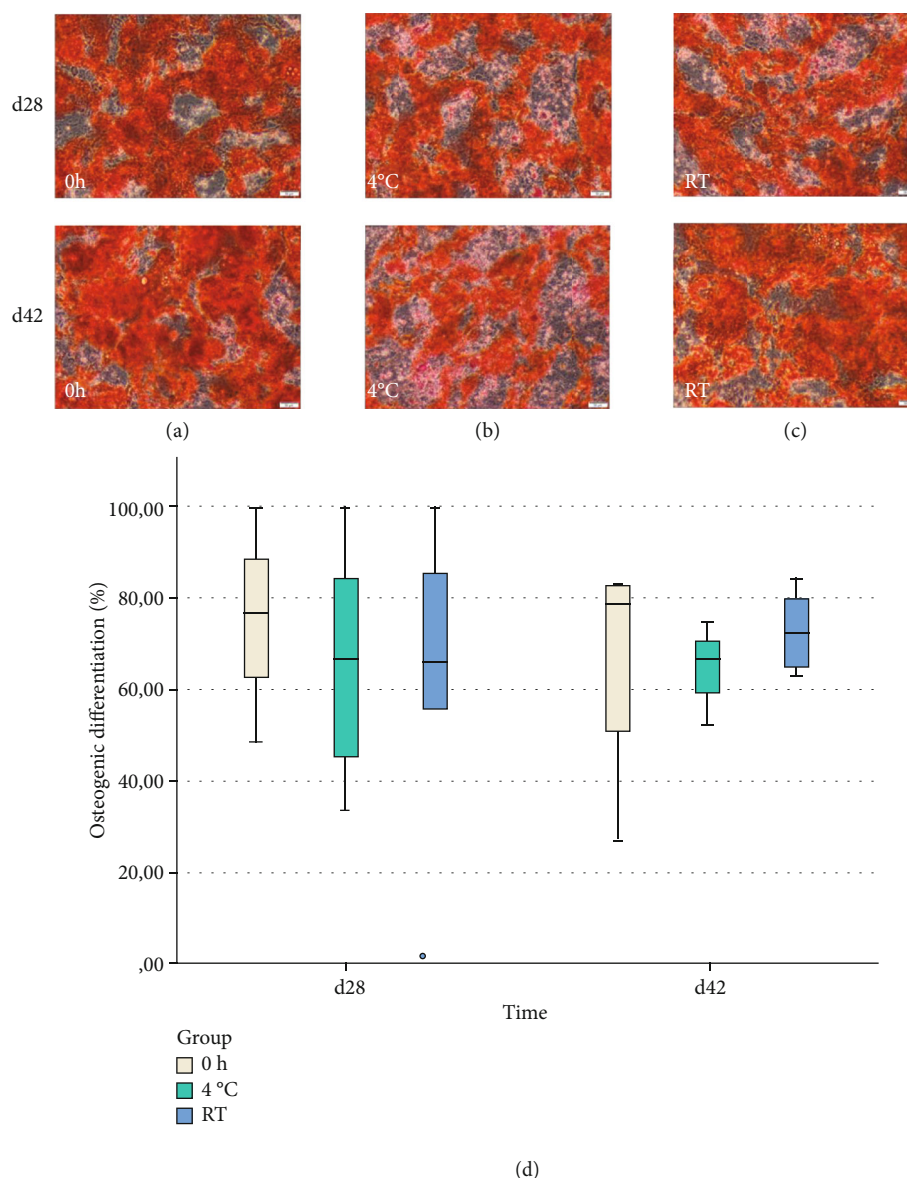 d28
0h
4°C
RT
d42
0h
4°C
RT
(a)
(b)
(c)
Osteogenic differentiation (%)
100,00
80,00
60,00
40,00
20,00
,00
d28
d42
Time
Group
0 h
4 °C
RT
(d)